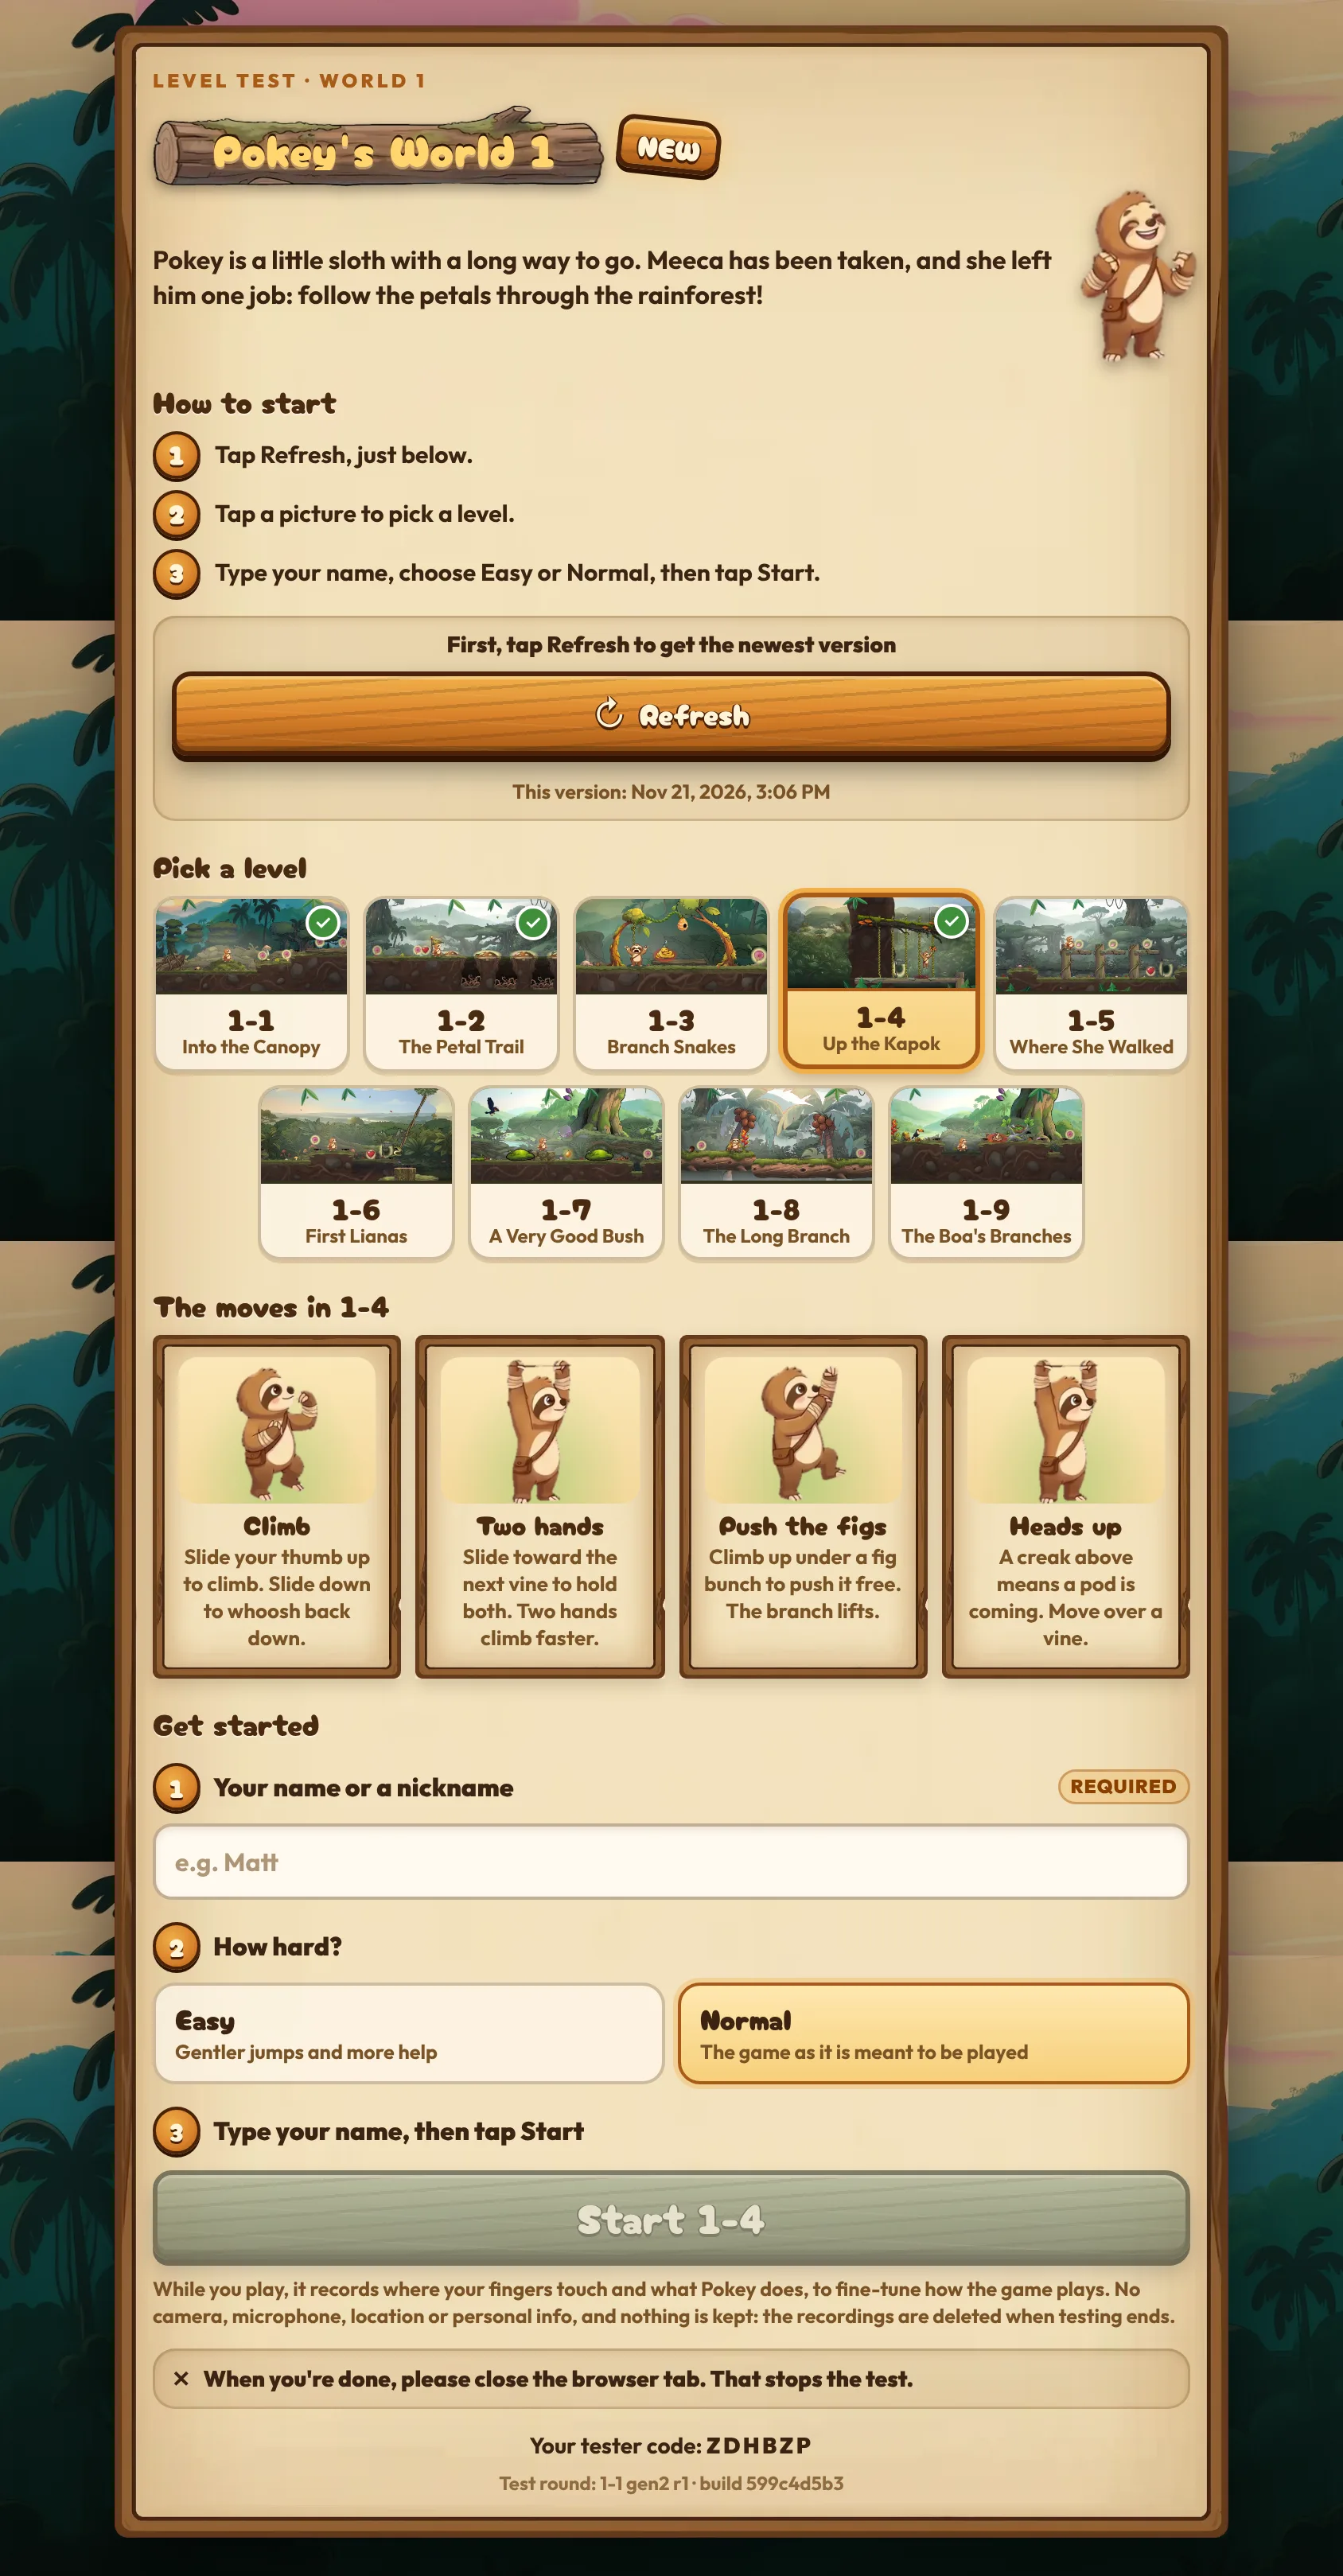 LEVEL TEST · WORLD 1
Pokey's World 1
NEW
Pokey is a little sloth with a long way to go. Meeca has been taken, and she left
him one job: follow the petals through the rainforest!
How to start
1 Tap Refresh, just below.
2 Tap a picture to pick a level.
3 Type your name, choose Easy or Normal, then tap Start.
First, tap Refresh to get the newest version
Refresh
This version: Nov 21, 2026, 3:06 PM
Pick a level
1-1
Into the Canopy
1-2
The Petal Trail
1-3
Branch Snakes
1-4
Up the Kapok
1-5
Where She Walked
1-6
First Lianas
1-7
A Very Good Bush
1-8
The Long Branch
1-9
The Boa's Branches
The moves in 1-4
Climb
Slide your thumb up
to climb. Slide down
to whoosh back
down.
Two hands
Slide toward the
next vine to hold
both. Two hands
climb faster.
Push the figs
Climb up under a fig
bunch to push it free.
The branch lifts.
Heads up
A creak above
means a pod is
coming. Move over a
vine.
Get started
1 Your name or a nickname
REQUIRED
e.g. Matt
2 How hard?
Easy
Gentler jumps and more help
Normal
The game as it is meant to be played
3 Type your name, then tap Start
Start 1-4
While you play, it records where your fingers touch and what Pokey does, to fine-tune how the game plays. No
camera, microphone, location or personal info, and nothing is kept: the recordings are deleted when testing ends.
✕ When you're done, please close the browser tab. That stops the test.
Your tester code: ZDHBZP
Test round: 1-1 gen2 r1 · build 599c4d5b3